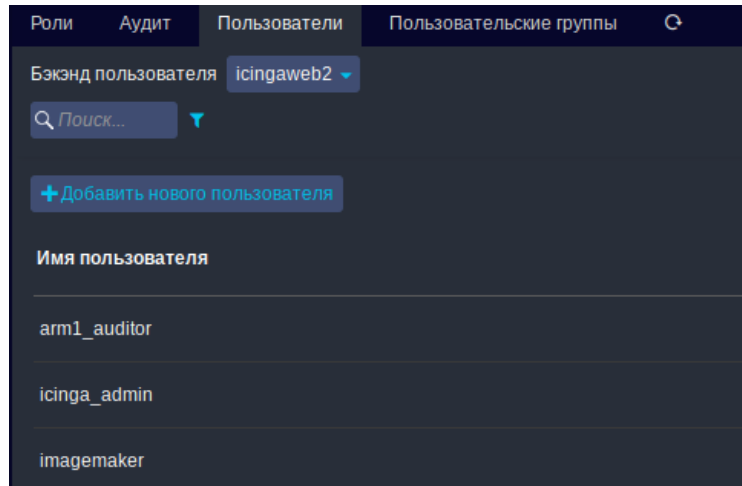 Роли Аудит Пользователи Пользовательские группы
Бэкэнд пользователя icingaweb2
Поиск...
Добавить нового пользователя
Имя пользователя
arm1_auditor
icinga_admin
imagemaker